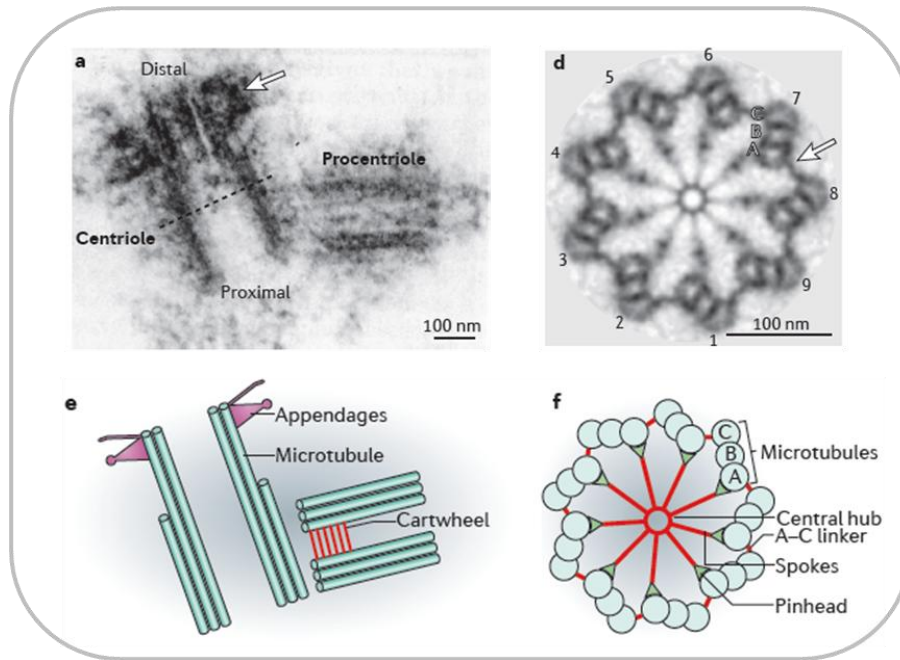 a
Distal
Procentriole
Centriole
Proximal
100 nm
d
6
5
7
C
B
A
4
8
3
9
2
1
100 nm
e
Appendages
Microtubule
Cartwheel
f
C
B
A
Microtubules
Central hub
A–C linker
Spokes
Pinhead